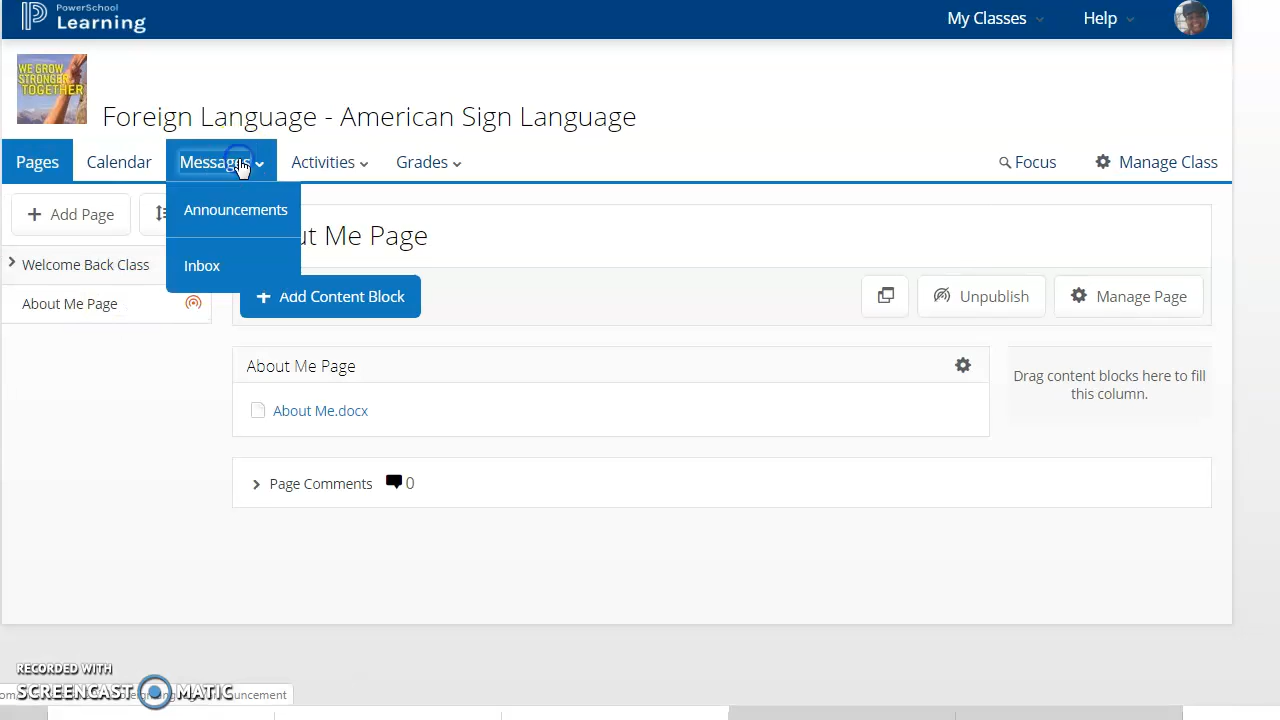 PowerSchool
Learning
My Classes
Help
WE GROW
STRONGER
TOGETHER
Foreign Language - American Sign Language
Pages
Calendar
Messages
Activities
Grades
Focus
Manage Class
Add Page
Announcements
ut Me Page
Welcome Back Class
Inbox
About Me Page
Add Content Block
Unpublish
Manage Page
About Me Page
Drag content blocks here to fill
this column.
About Me.docx
Page Comments
0
RECORDED WITH
SCREENCAST MATIC